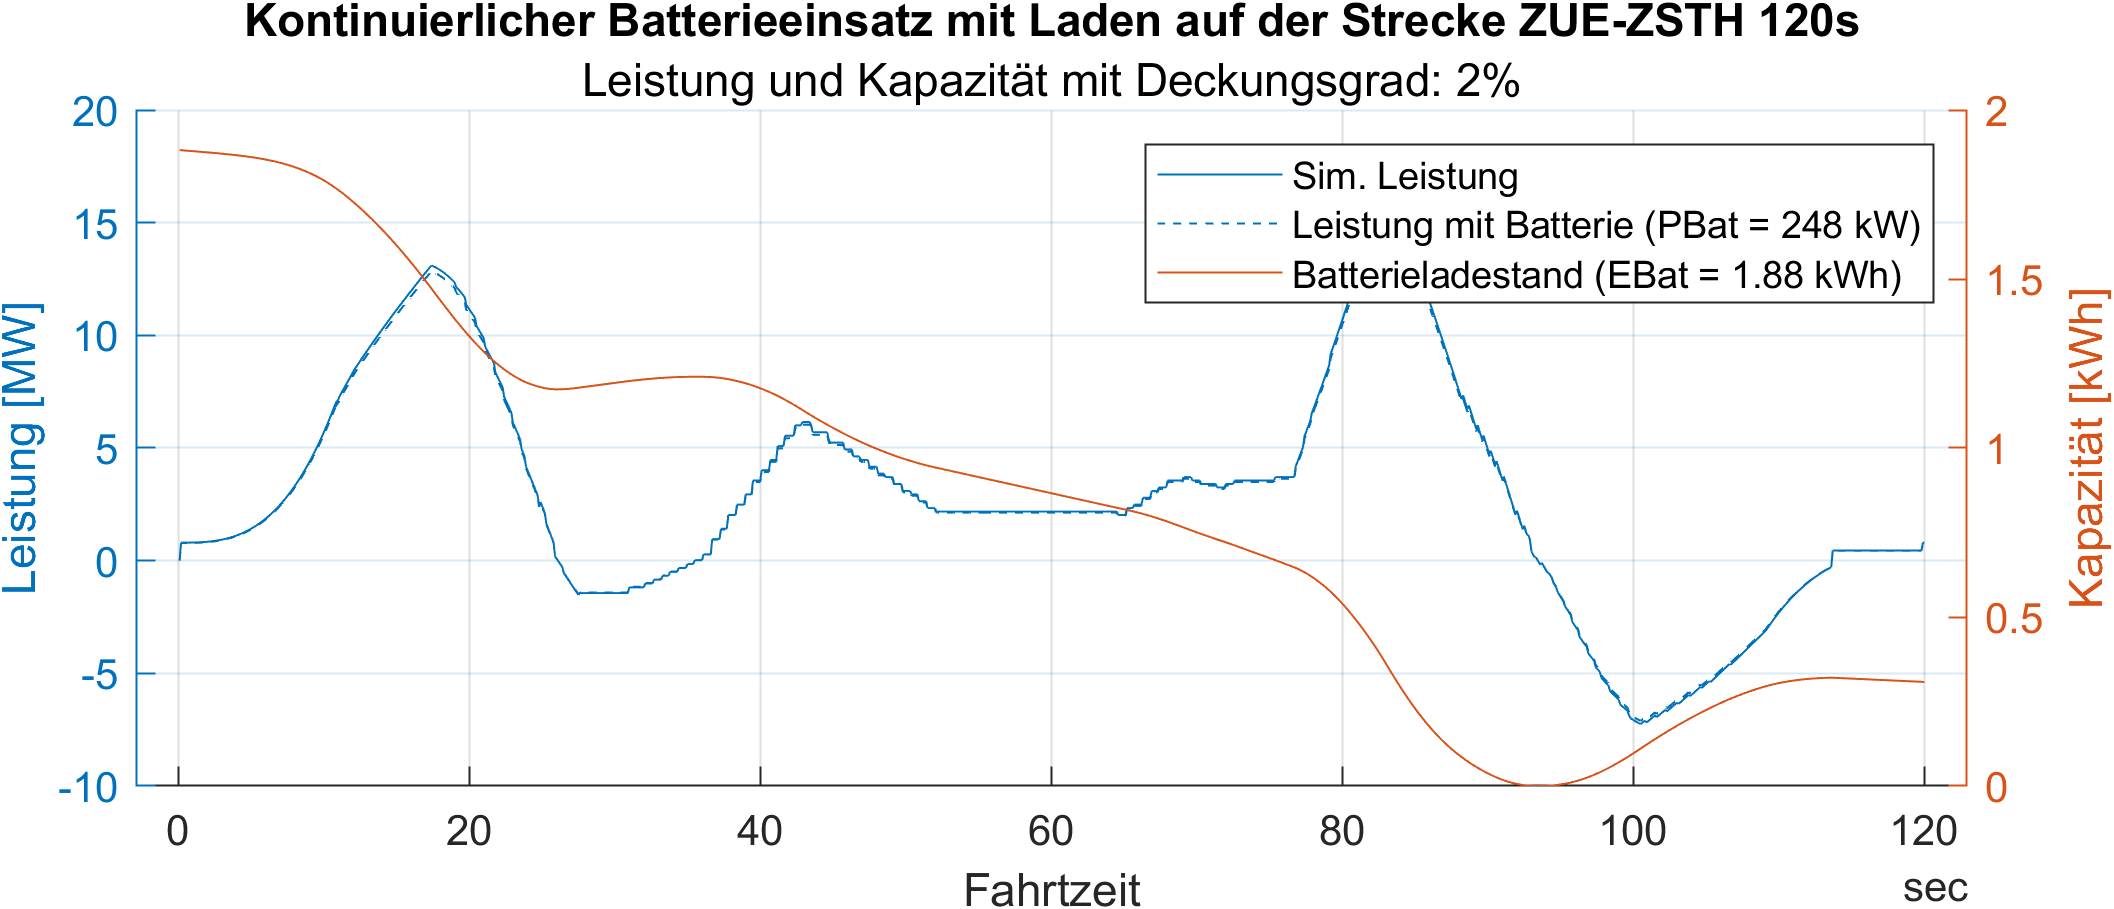 Kontinuierlicher Batterieeinsatz mit Laden auf der Strecke ZUE-ZSTH 120s
Leistung und Kapazität mit Deckungsgrad: 2%
Leistung [MW]
20
15
10
5
0
-5
-10
Sim. Leistung
Leistung mit Batterie (PBat = 248 kW)
Batterieladestand (EBat = 1.88 kWh)
2
1.5
1
0.5
0
Kapazität [kWh]
0 20 40 60 80 100 120
Fahrtzeit
sec